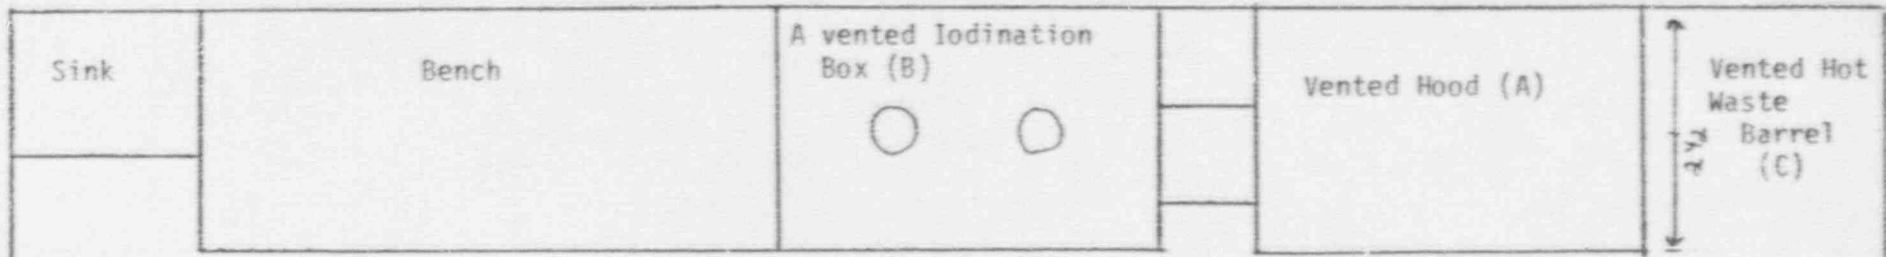 Sink
Bench
A vented Iodination
Box (B)
Vented Hood (A)
Vented Hot
Waste
Barrel
(C)